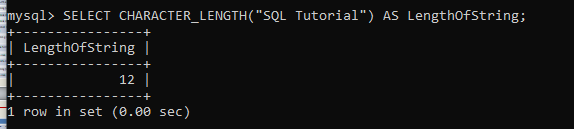 mysql> SELECT CHARACTER_LENGTH("SQL Tutorial") AS LengthOfString;
+----------------+
| LengthOfString |
+----------------+
|             12 |
+----------------+
1 row in set (0.00 sec)